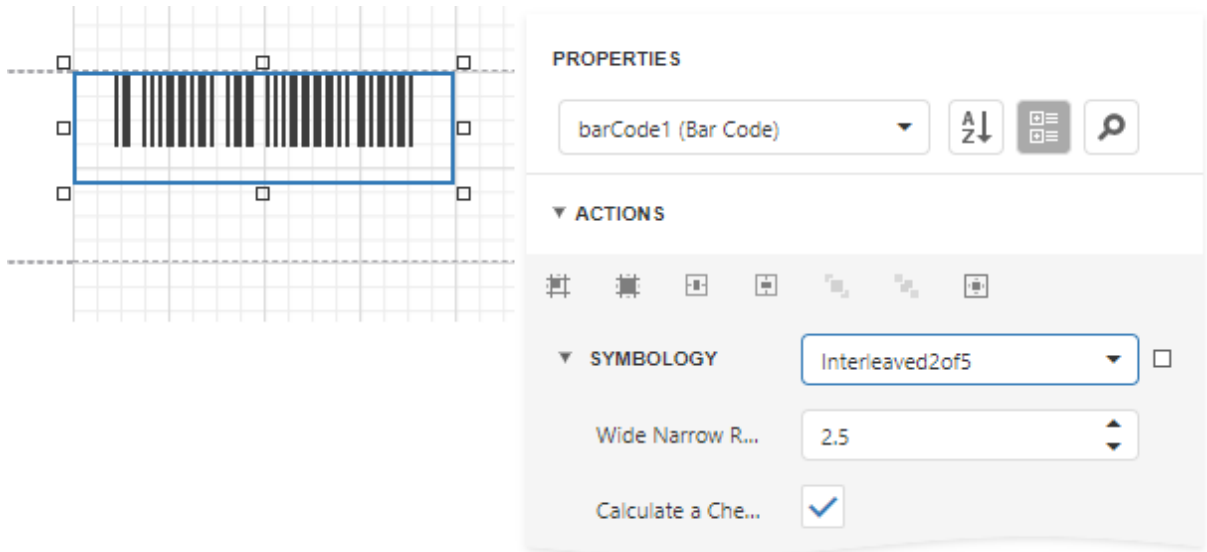 PROPERTIES
barCode1 (Bar Code)
A
Z
ACTIONS
SYMBOLOGY
Interleaved2of5
Wide Narrow R...
2.5
Calculate a Che...